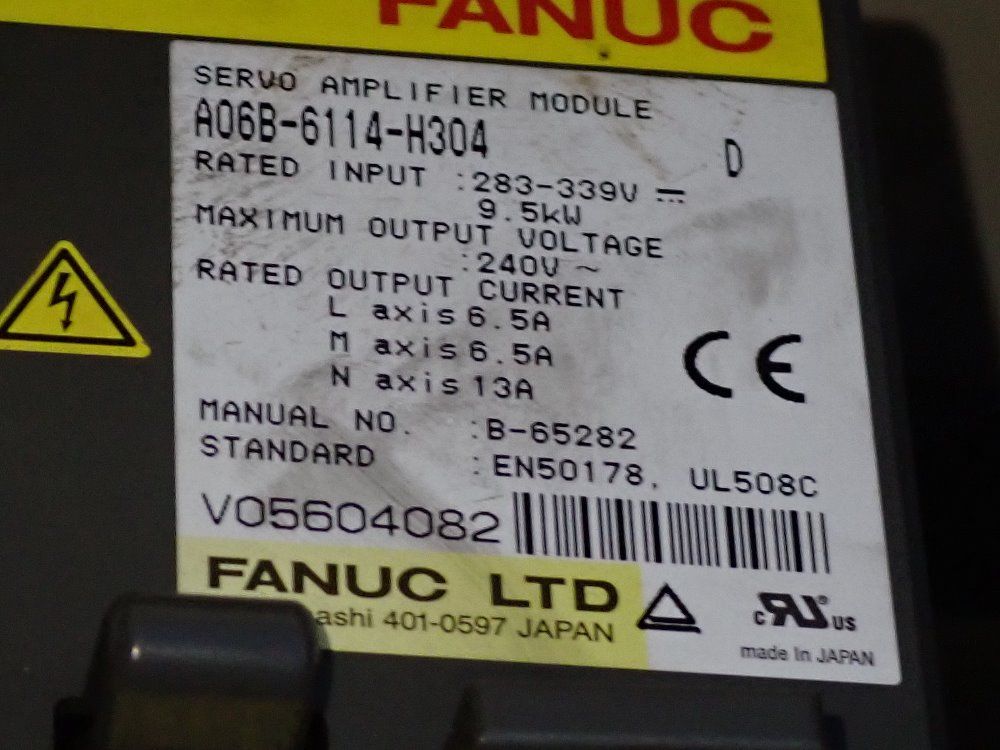 FANUC
SERVO AMPLIFIER MODULE
A06B-6114-H304 D
RATED INPUT :283-339V ⎓
9.5kW
MAXIMUM OUTPUT VOLTAGE
:240V ~
RATED OUTPUT CURRENT
L axis 6.5A
M axis 6.5A
N axis 13A
CE
MANUAL NO. :B-65282
STANDARD :EN50178, UL508C
V05604082
FANUC LTD
401-0597 JAPAN
c RU US
made in JAPAN